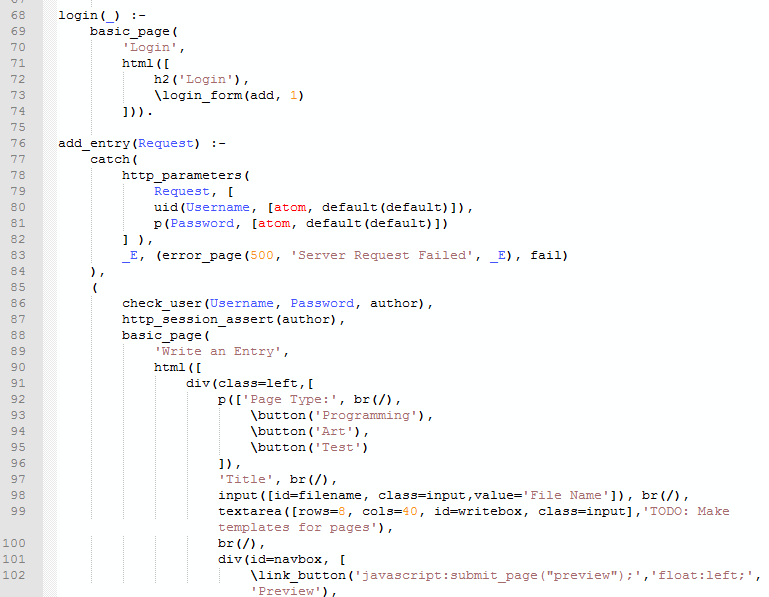 68 login(_) :-
69     basic_page(
70         'Login',
71         html([
72             h2('Login'),
73             \login_form(add, 1)
74         ])).
75
76 add_entry(Request) :-
77     catch(
78         http_parameters(
79             Request, [
80             uid(Username, [atom, default(default)]),
81             p(Password, [atom, default(default)])
82         ] ),
83         _E, (error_page(500, 'Server Request Failed', _E), fail)
84     ),
85     (
86         check_user(Username, Password, author),
87         http_session_assert(author),
88         basic_page(
89             'Write an Entry',
90             html([
91                 div(class=left,[
92                     p(['Page Type:', br(/),
93                         \button('Programming'),
94                         \button('Art'),
95                         \button('Test')
96                     ]),
97                     'Title', br(/),
98                     input([id=filename, class=input,value='File Name']), br(/),
99                     textarea([rows=8, cols=40, id=writebox, class=input],'TODO: Make
                    templates for pages'),
100                     br(/),
101                     div(id=navbox, [
102                         \link_button('javascript:submit_page("preview");','float:left;',
                        'Preview'),